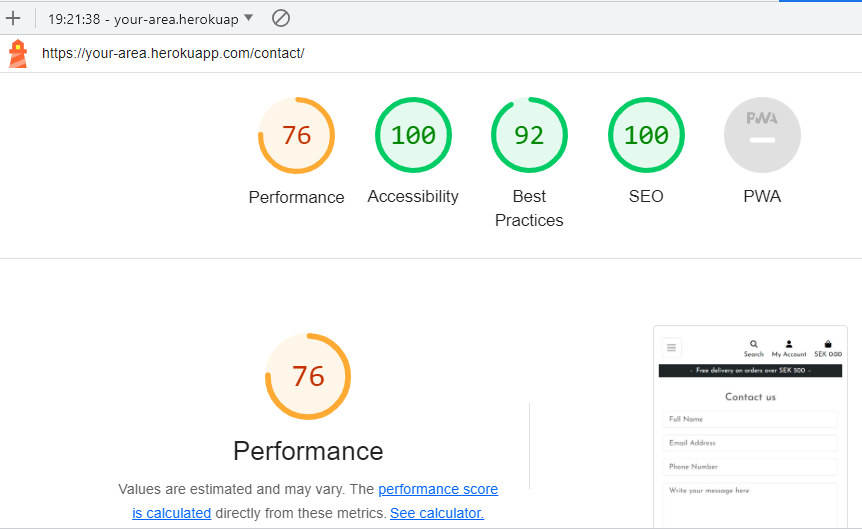 19:21:38 - your-area.herokuap
https://your-area.herokuapp.com/contact/
76 100 92 100 PWA
Performance Accessibility Best Practices SEO PWA
76
Performance
Values are estimated and may vary. The performance score
is calculated directly from these metrics. See calculator.
Search My Account SEK 0.00
- Free delivery on orders over SEK 500 -
Contact us
Full Name
Email Address
Phone Number
Write your message here